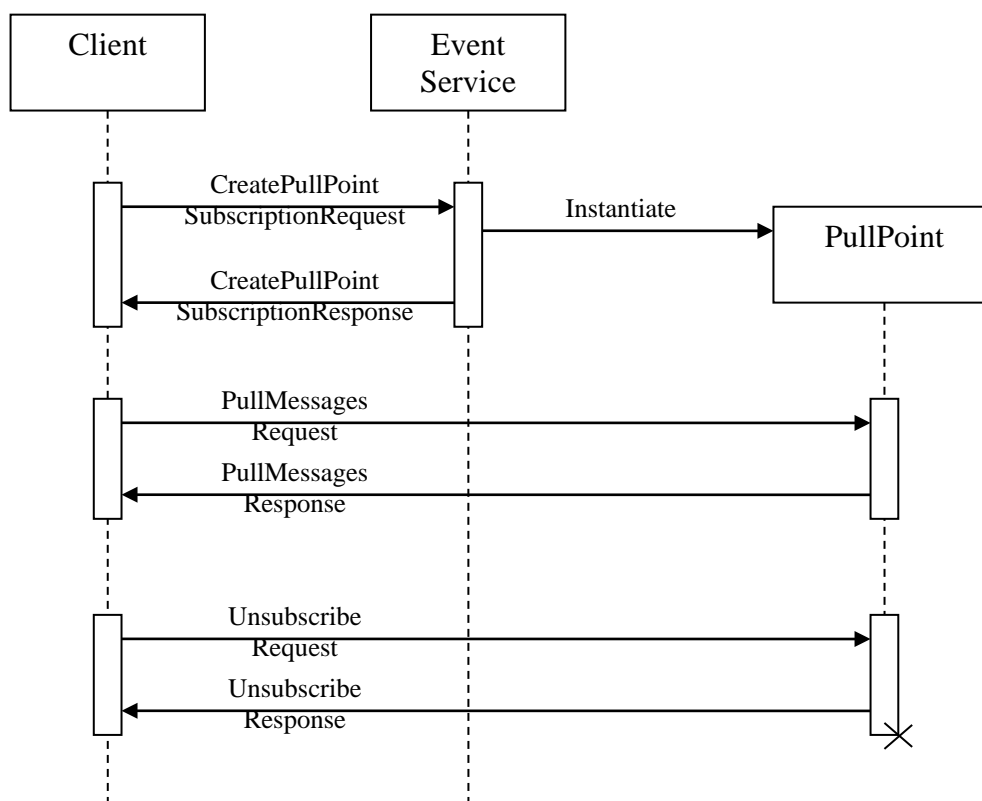 Client
Event
Service
CreatePullPoint
SubscriptionRequest
Instantiate
PullPoint
CreatePullPoint
SubscriptionResponse
PullMessages
Request
PullMessages
Response
Unsubscribe
Request
Unsubscribe
Response